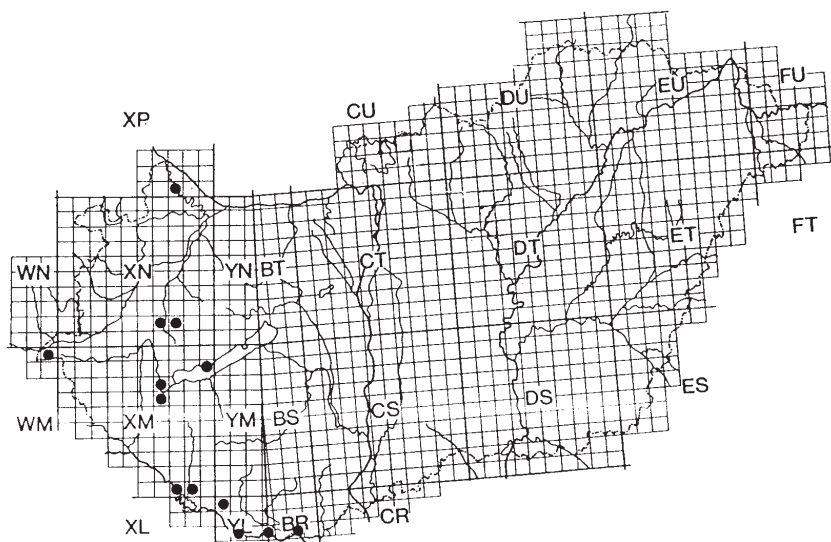 XP
CU
DU
EU
FU
WN
XN
YN
BT
CT
DT
ET
FT
WM
XM
YM
BS
CS
DS
ES
XL
YL
BR
CR